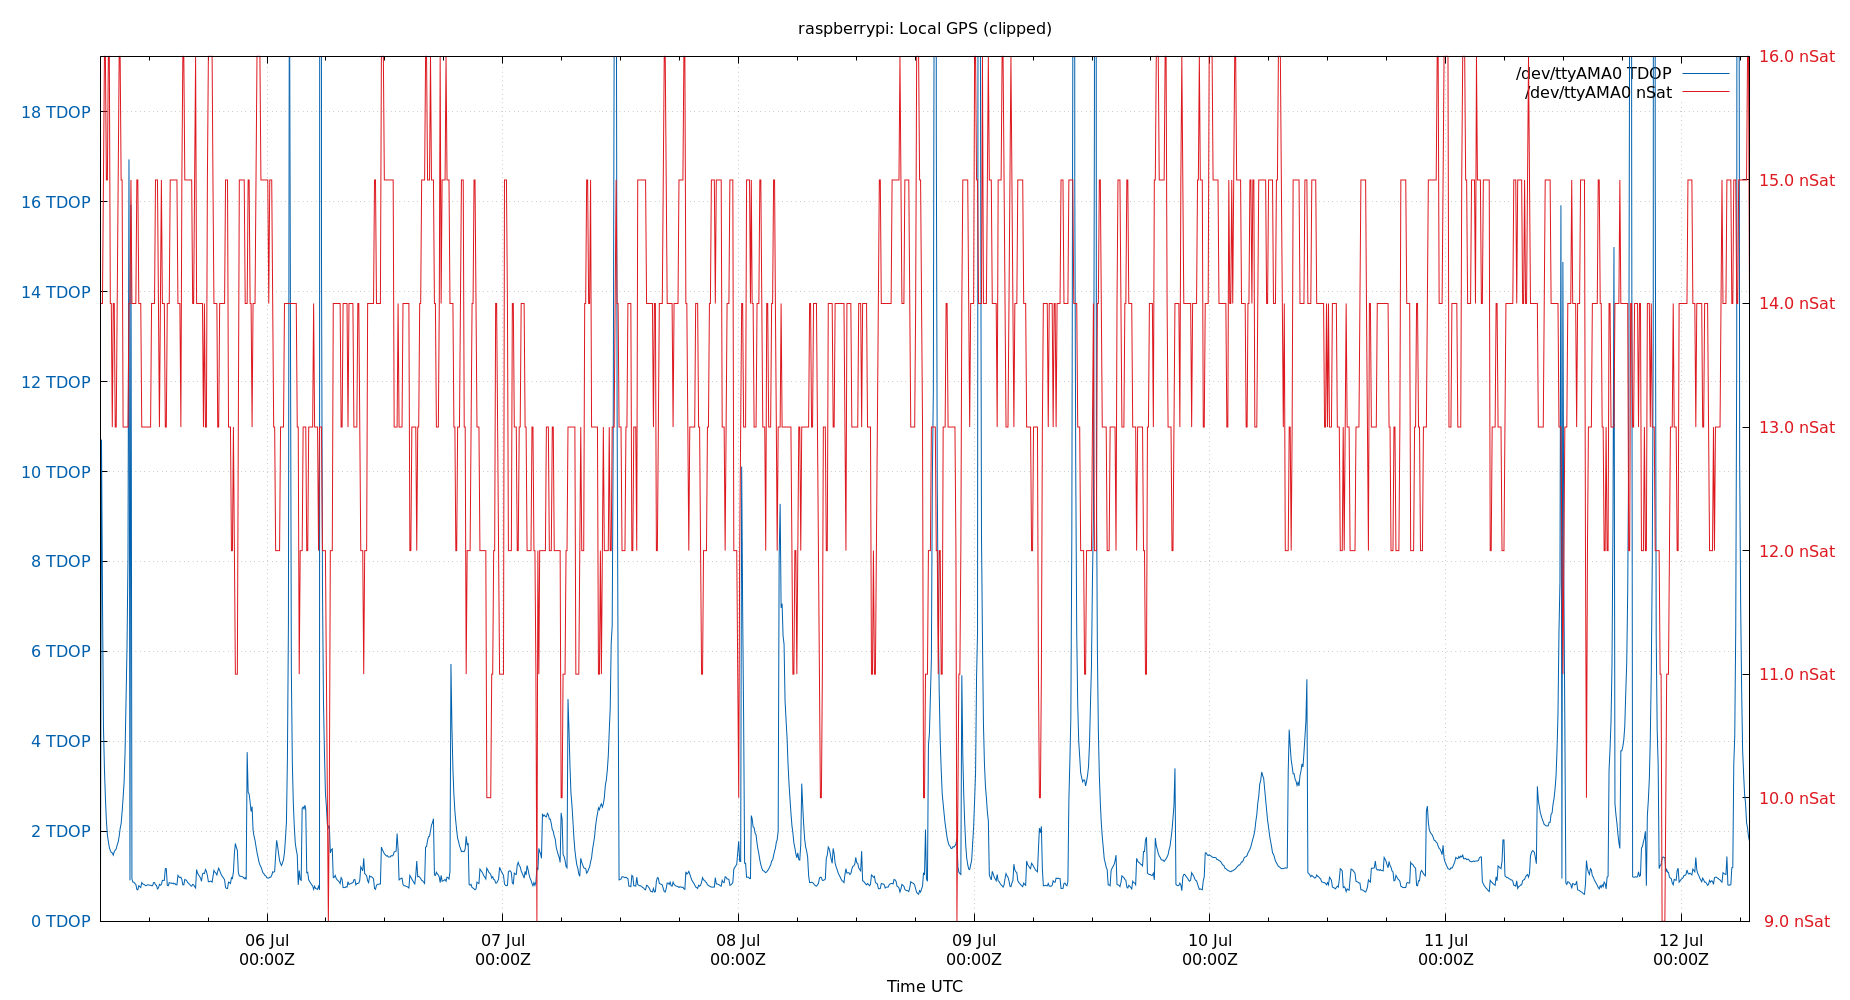 raspberrypi: Local GPS (clipped)
/dev/ttyAMA0 TDOP
/dev/ttyAMA0 nSat
18 TDOP
16 TDOP
14 TDOP
12 TDOP
10 TDOP
8 TDOP
6 TDOP
4 TDOP
2 TDOP
0 TDOP
16.0 nSat
15.0 nSat
14.0 nSat
13.0 nSat
12.0 nSat
11.0 nSat
10.0 nSat
9.0 nSat
06 Jul
00:00Z
07 Jul
00:00Z
08 Jul
00:00Z
09 Jul
00:00Z
10 Jul
00:00Z
11 Jul
00:00Z
12 Jul
00:00Z
Time UTC